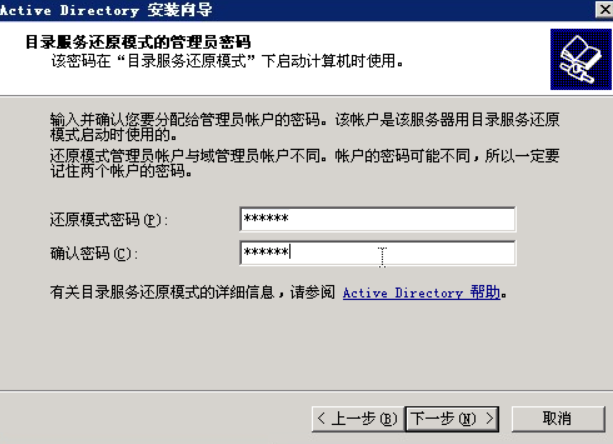 Active Directory 安装向导
目录服务还原模式的管理员密码
该密码在“目录服务还原模式”下启动计算机时使用。
输入并确认您要分配给管理员帐户的密码。该帐户是该服务器用目录服务还原
模式启动时使用的。
还原模式管理员帐户与域管理员帐户不同。帐户的密码可能不同，所以一定要
记住两个帐户的密码。
还原模式密码(P): ******
确认密码(C): ******
有关目录服务还原模式的详细信息，请参阅 Active Directory 帮助。
< 上一步(B) 下一步(N) > 取消